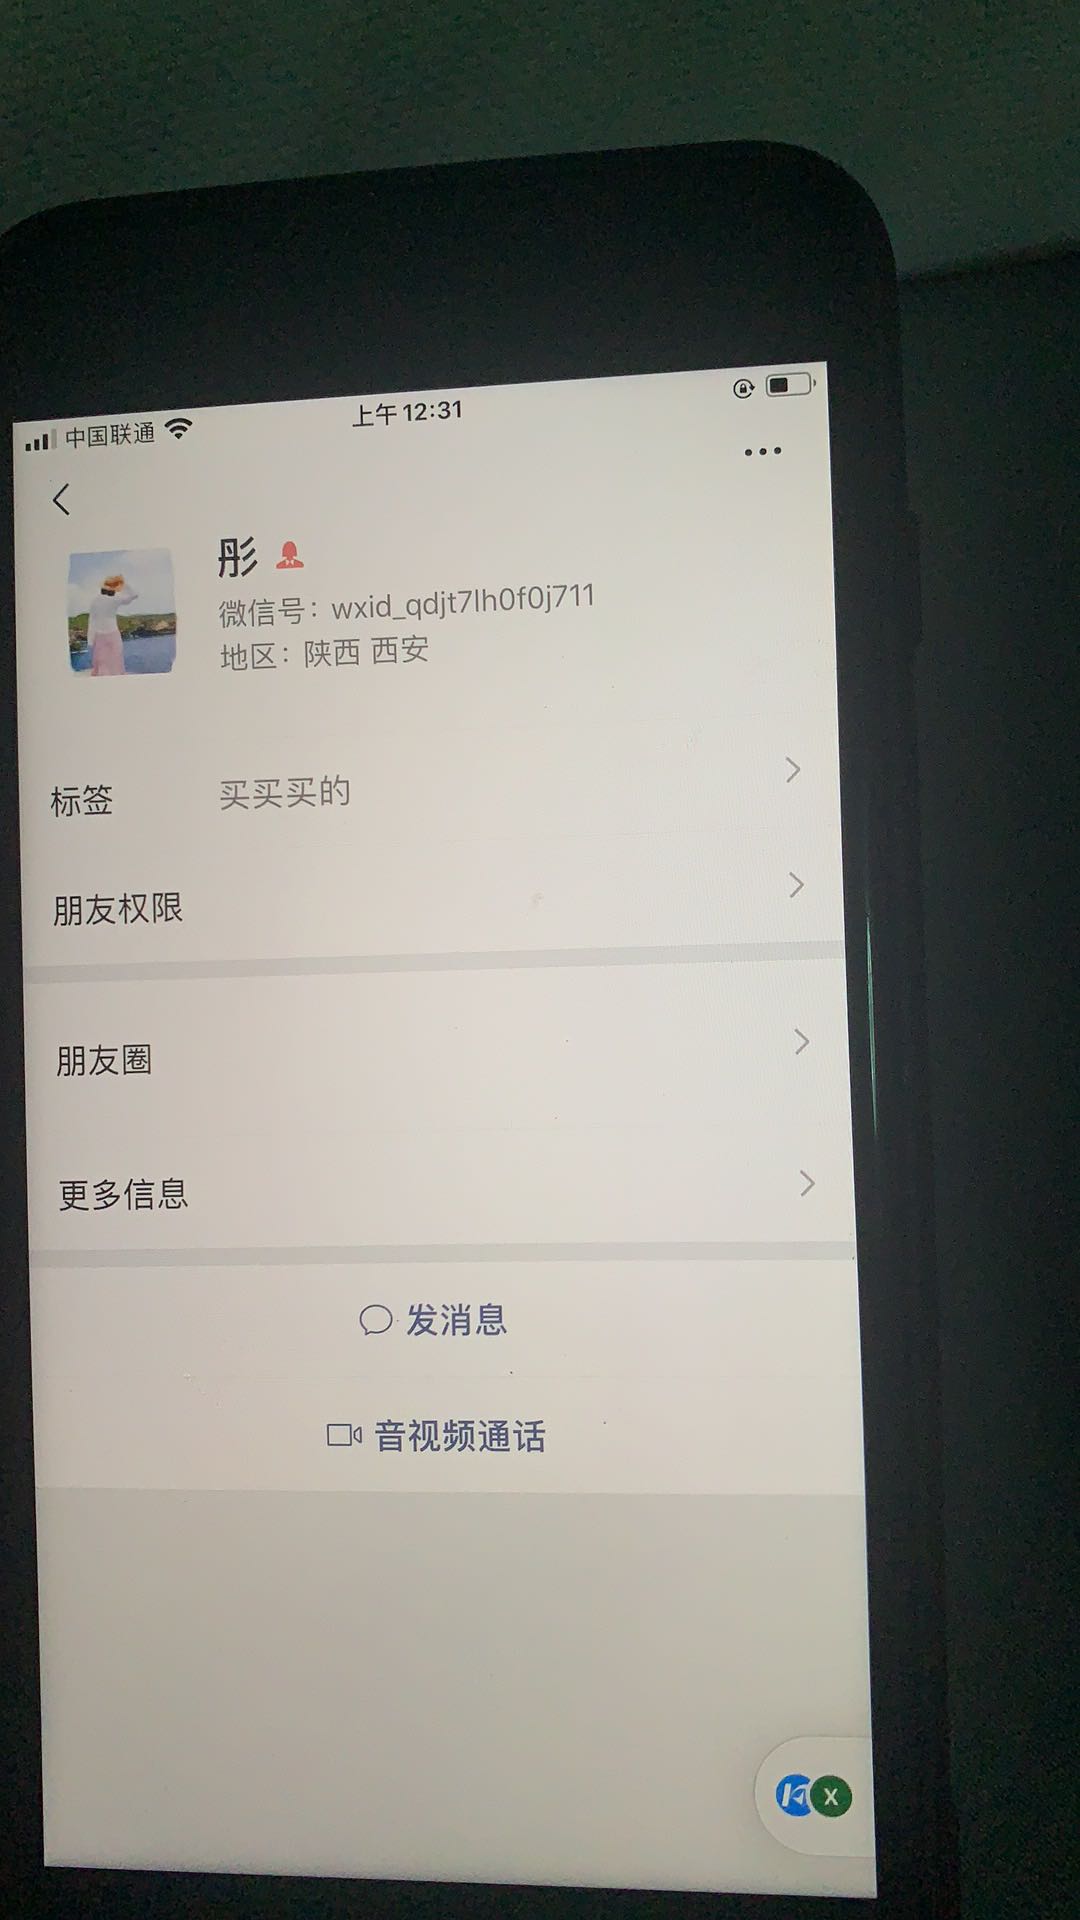 中国联通
上午12:31
彤
微信号：wxid_qdjt7lh0f0j711
地区：陕西 西安
标签 买买买的
朋友权限
朋友圈
更多信息
发消息
音视频通话
X